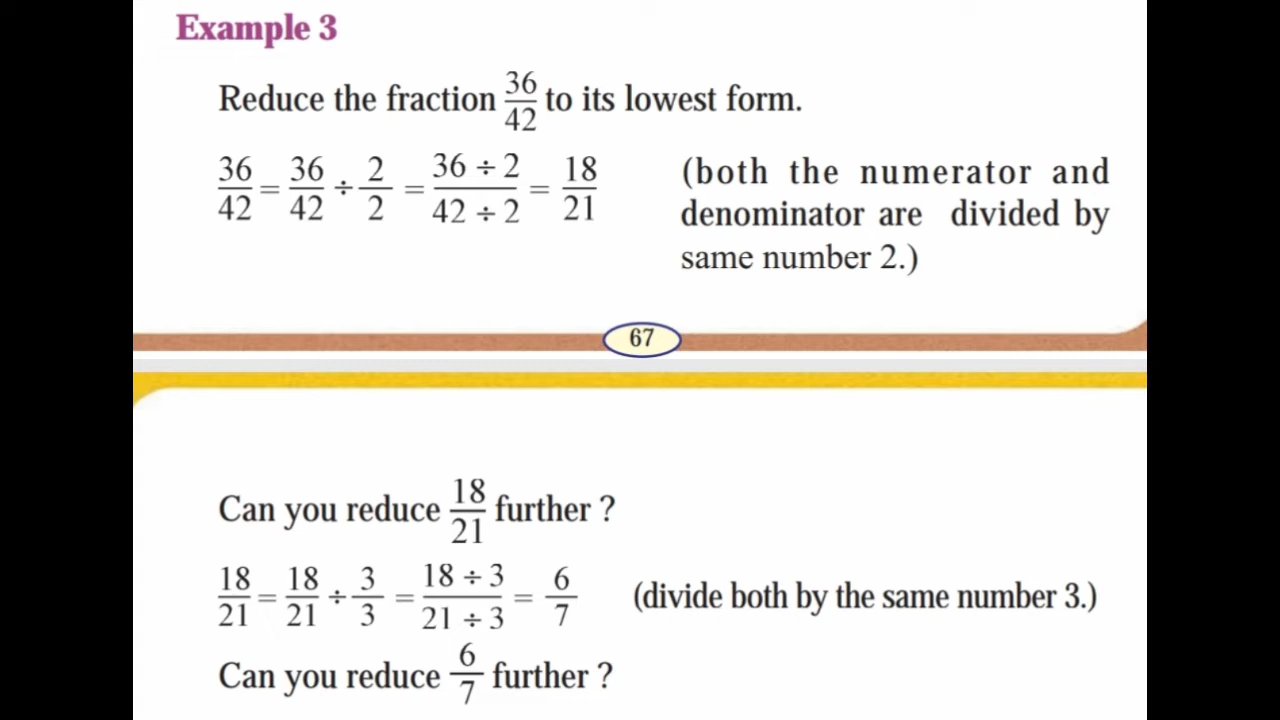 Example 3
Reduce the fraction 36/42 to its lowest form.
36/42 = 36/42 ÷ 2/2 = 36 ÷ 2/42 ÷ 2 = 18/21 (both the numerator and
denominator are divided by
same number 2.)
67
Can you reduce 18/21 further ?
18/21 = 18/21 ÷ 3/3 = 18 ÷ 3/21 ÷ 3 = 6/7 (divide both by the same number 3.)
Can you reduce 6/7 further ?